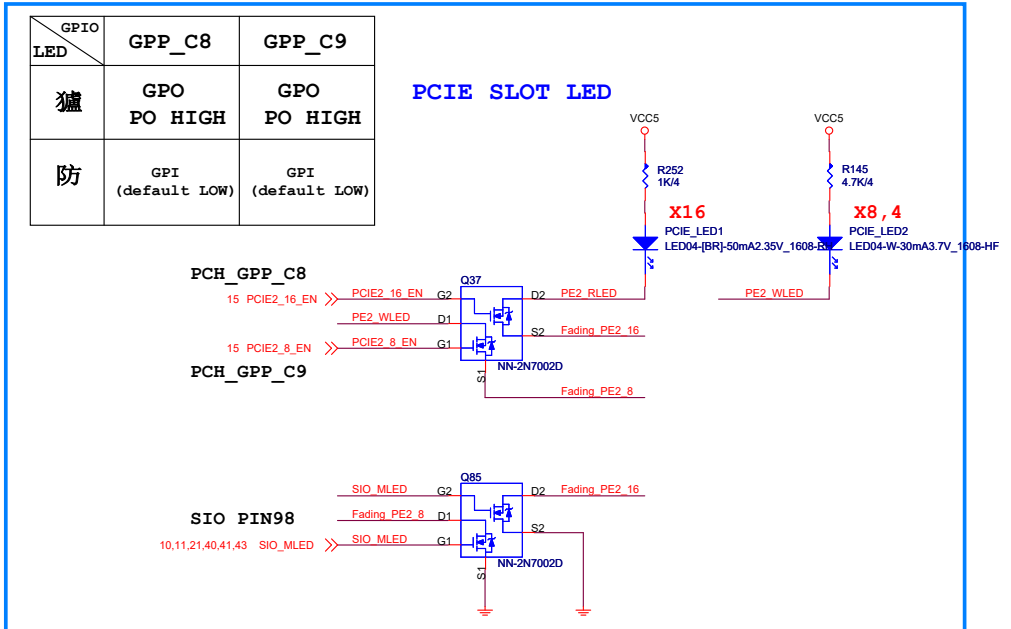 GPIO
LED
GPP_C8
GPP_C9
獹
GPO
PO HIGH
GPO
PO HIGH
防
GPI
(default LOW)
GPI
(default LOW)
PCIE SLOT LED
VCC5
VCC5
R252
1K/4
R145
4.7K/4
X16
X8,4
PCIE_LED1
LED04-[BR]-50mA2.35V_1608-
PCIE_LED2
LED04-W-30mA3.7V_1608-HF
PCH_GPP_C8
Q37
15 PCIE2_16_EN
PCIE2_16_EN
G2
D2
PE2_RLED
PE2_WLED
PE2_WLED
D1
S2
Fading_PE2_16
15 PCIE2_8_EN
PCIE2_8_EN
G1
NN-2N7002D
PCH_GPP_C9
S1
Fading_PE2_8
Q85
SIO_MLED
G2
D2
Fading_PE2_16
SIO PIN98
Fading_PE2_8
D1
S2
10,11,21,40,41,43 SIO_MLED
SIO_MLED
G1
NN-2N7002D
S1